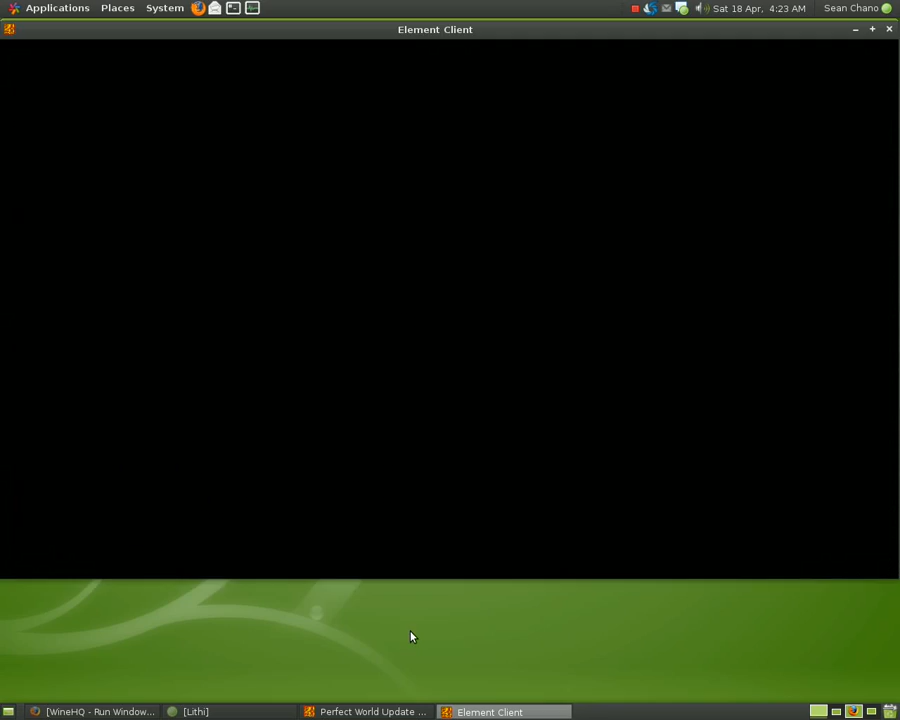 Applications Places System Sat 18 Apr, 4:23 AM Sean Chano
Element Client
[WineHQ - Run Window... [Lithi] Perfect World Update ... Element Client